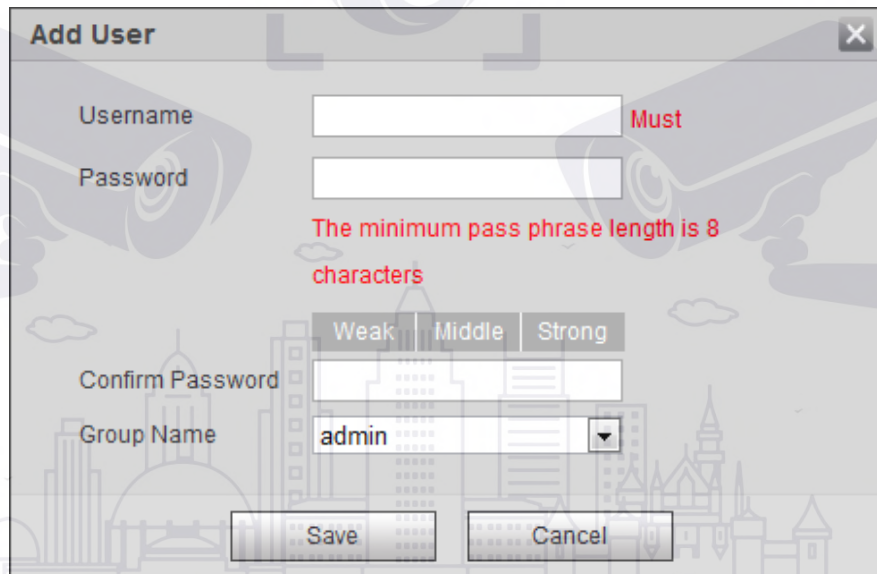 Add User
Username
Must
Password
The minimum pass phrase length is 8
characters
Weak Middle Strong
Confirm Password
Group Name
admin
Save Cancel